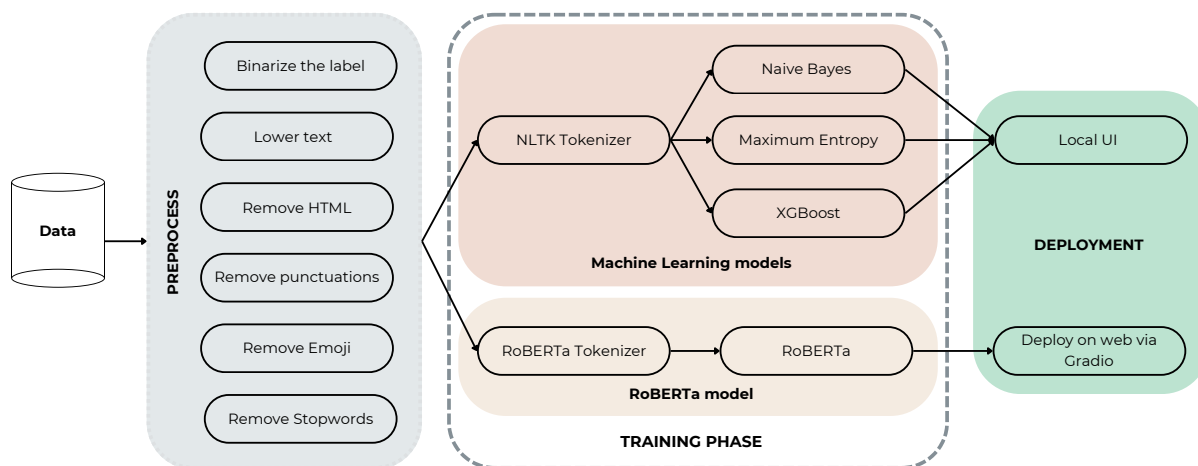 Data
PREPROCESS
Binarize the label
Lower text
Remove HTML
Remove punctuations
Remove Emoji
Remove Stopwords
NLTK Tokenizer
Naive Bayes
Maximum Entropy
XGBoost
Machine Learning models
RoBERTa Tokenizer
RoBERTa
RoBERTa model
TRAINING PHASE
Local UI
DEPLOYMENT
Deploy on web via
Gradio